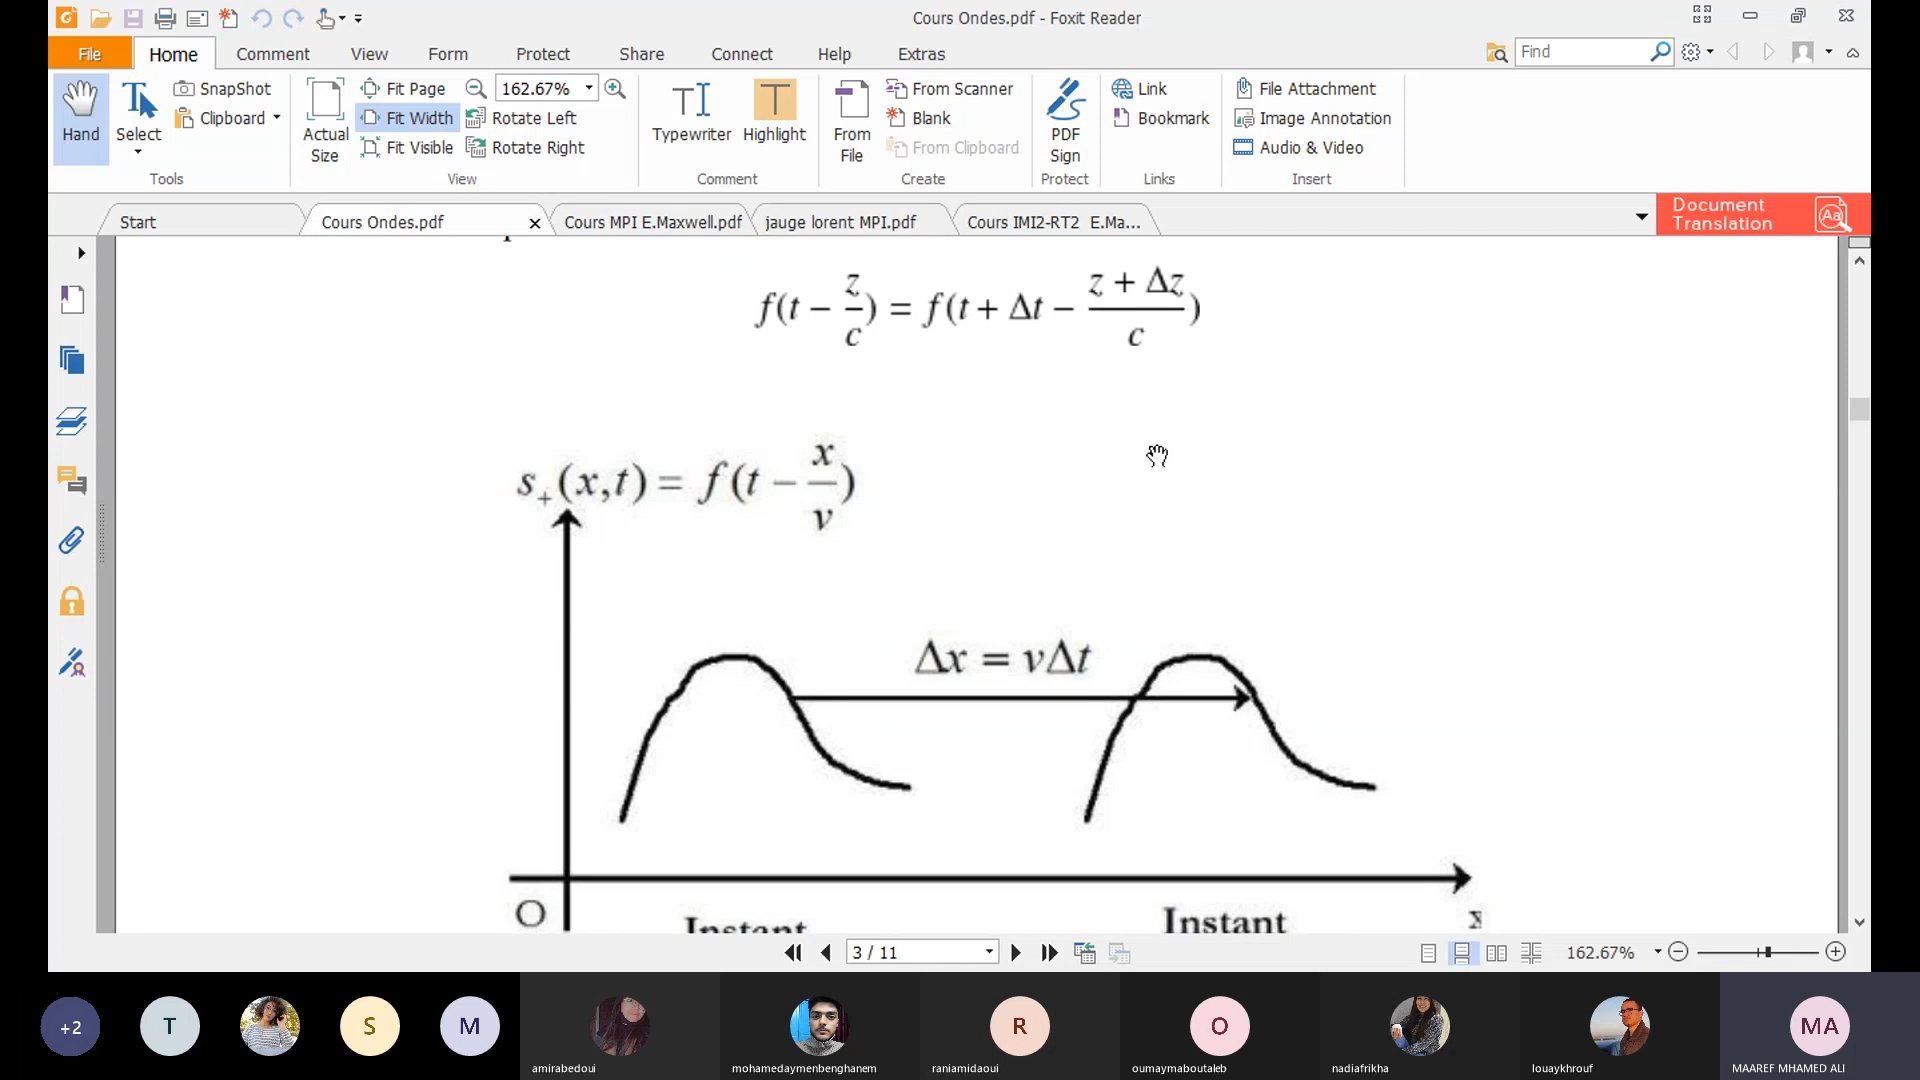 Cours Ondes.pdf - Foxit Reader
File Home Comment View Form Protect Share Connect Help Extras Find
Hand
Select
SnapShot
Clipboard
Tools
Actual Size
Fit Page
Fit Width
Fit Visible
162.67%
Rotate Left
Rotate Right
View
Typewriter
Highlight
Comment
From File
From Scanner
Blank
From Clipboard
Create
PDF Sign
Protect
Link
Bookmark
Links
File Attachment
Image Annotation
Audio & Video
Insert
Start
Cours Ondes.pdf
Cours MPI E.Maxwell.pdf
jauge lorent MPI.pdf
Cours IMI2-RT2 E.Ma...
Document
Translation
Aa
f(t − z/c) = f(t + Δt − (z + Δz)/c)
s₊(x,t) = f(t − x/v)
Δx = vΔt
O
Instant
Instant
x
3 / 11
162.67%
+2
T
S
M
R
O
MA
amirabedoui
mohamedaymenbenghanem
raniamidaoui
oumaymaboutaleb
nadiafrikha
louaykhrouf
MAAREF MHAMED ALI